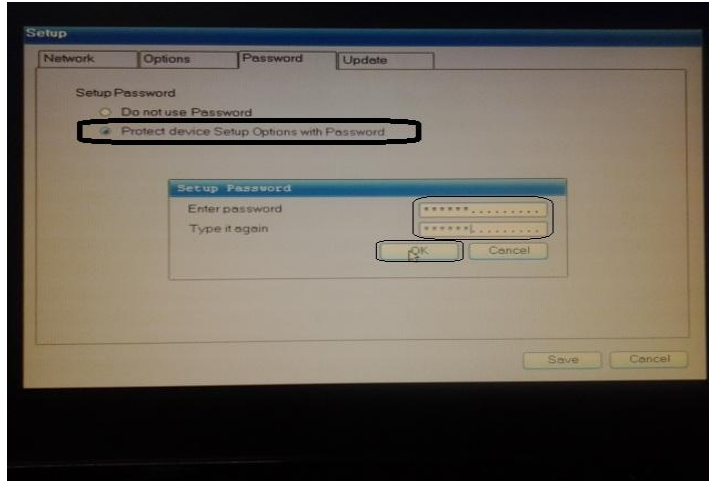 Setup
Network Options Password Update
Setup Password
Do not use Password
Protect device Setup Options with Password
Setup Password
Enter password ******.........
Type it again ******.........
OK Cancel
Save Cancel